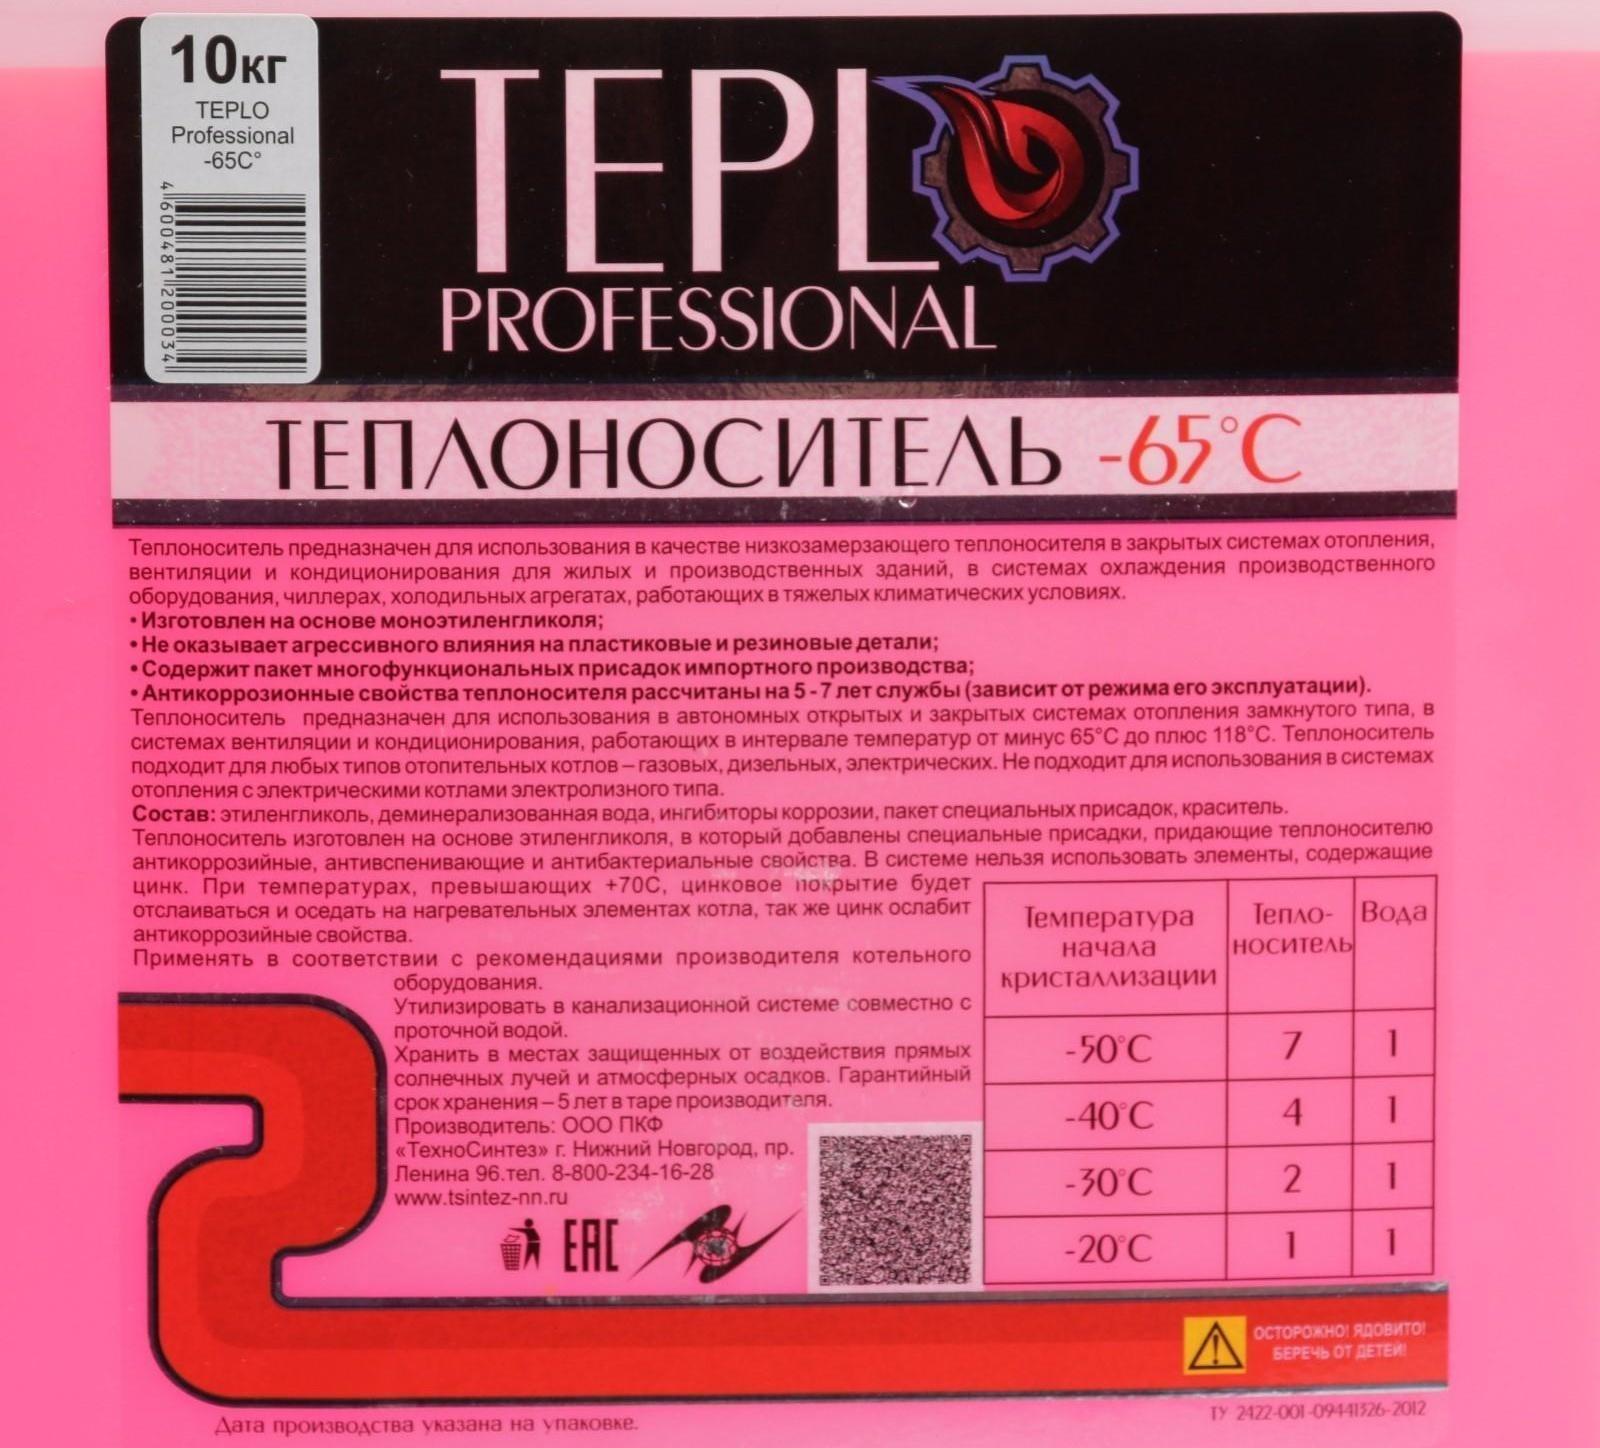 10кг
TEPLO
Professional
-65С°
4 600481 200034
TEPLO
PROFESSIONAL
ТЕПЛОНОСИТЕЛЬ -65°С
Теплоноситель предназначен для использования в качестве низкозамерзающего теплоносителя в закрытых системах отопления,
вентиляции и кондиционирования для жилых и производственных зданий, в системах охлаждения производственного
оборудования, чиллерах, холодильных агрегатах, работающих в тяжелых климатических условиях.
• Изготовлен на основе моноэтиленгликоля;
• Не оказывает агрессивного влияния на пластиковые и резиновые детали;
• Содержит пакет многофункциональных присадок импортного производства;
• Антикоррозионные свойства теплоносителя рассчитаны на 5 - 7 лет службы (зависит от режима его эксплуатации).
Теплоноситель предназначен для использования в автономных открытых и закрытых системах отопления замкнутого типа, в
системах вентиляции и кондиционирования, работающих в интервале температур от минус 65°С до плюс 118°С. Теплоноситель
подходит для любых типов отопительных котлов – газовых, дизельных, электрических. Не подходит для использования в системах
отопления с электрическими котлами электролизного типа.
Состав: этиленгликоль, деминерализованная вода, ингибиторы коррозии, пакет специальных присадок, краситель.
Теплоноситель изготовлен на основе этиленгликоля, в который добавлены специальные присадки, придающие теплоносителю
антикоррозийные, антивспенивающие и антибактериальные свойства. В системе нельзя использовать элементы, содержащие
цинк. При температурах, превышающих +70С, цинковое покрытие будет
отслаиваться и оседать на нагревательных элементах котла, так же цинк ослабит
антикоррозийные свойства.
Применять в соответствии с рекомендациями производителя котельного
оборудования.
Утилизировать в канализационной системе совместно с
проточной водой.
Хранить в местах защищенных от воздействия прямых
солнечных лучей и атмосферных осадков. Гарантийный
срок хранения – 5 лет в таре производителя.
Производитель: ООО ПКФ
«ТехноСинтез» г. Нижний Новгород, пр.
Ленина 96.тел. 8-800-234-16-28
www.tsintez-nn.ru
EAC
Температура
начала
кристаллизации
Тепло-
носитель
Вода
-50°С 7 1
-40°С 4 1
-30°С 2 1
-20°С 1 1
ОСТОРОЖНО! ЯДОВИТО!
БЕРЕЧЬ ОТ ДЕТЕЙ!
Дата производства указана на упаковке.
ТУ 2422-001-09441326-2012